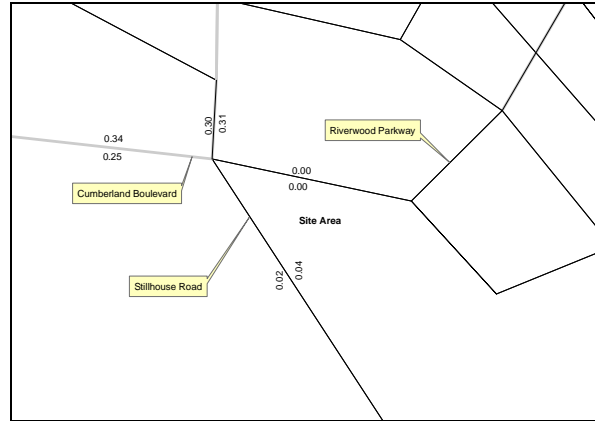 0.30
0.31
0.34
0.25
Riverwood Parkway
Cumberland Boulevard
0.00
0.00
Site Area
Stillhouse Road
0.02
0.04